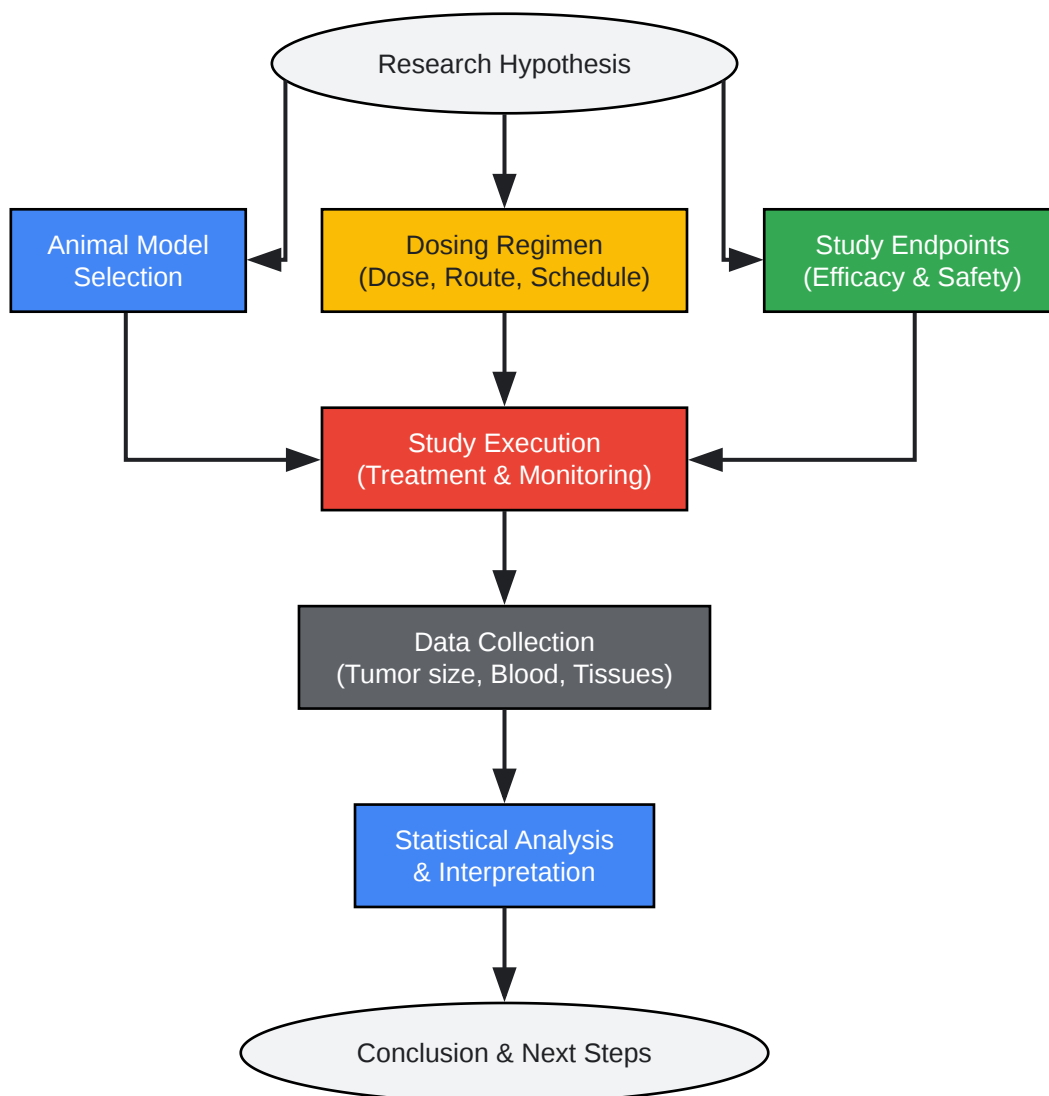 Research Hypothesis
Animal Model
Selection
Dosing Regimen
(Dose, Route, Schedule)
Study Endpoints
(Efficacy & Safety)
Study Execution
(Treatment & Monitoring)
Data Collection
(Tumor size, Blood, Tissues)
Statistical Analysis
& Interpretation
Conclusion & Next Steps